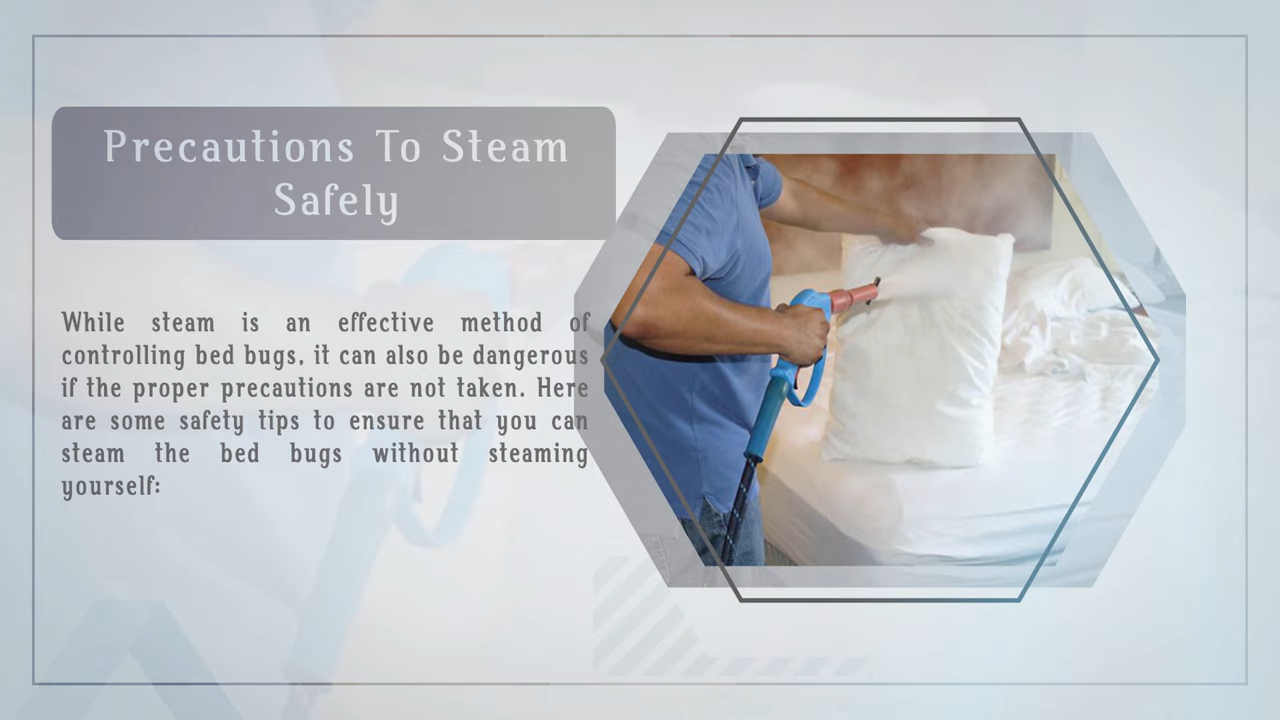 Precautions To Steam
Safely
While steam is an effective method of
controlling bed bugs, it can also be dangerous
if the proper precautions are not taken. Here
are some safety tips to ensure that you can
steam the bed bugs without steaming
yourself: